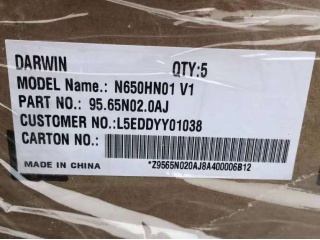 DARWIN QTY:5
MODEL Name.: N650HN01 V1
PART NO.: 95.65N02.0AJ
CUSTOMER NO.:L5EDDYY01038
CARTON NO.:
MADE IN CHINA *Z9565N020AJ8A400006B12